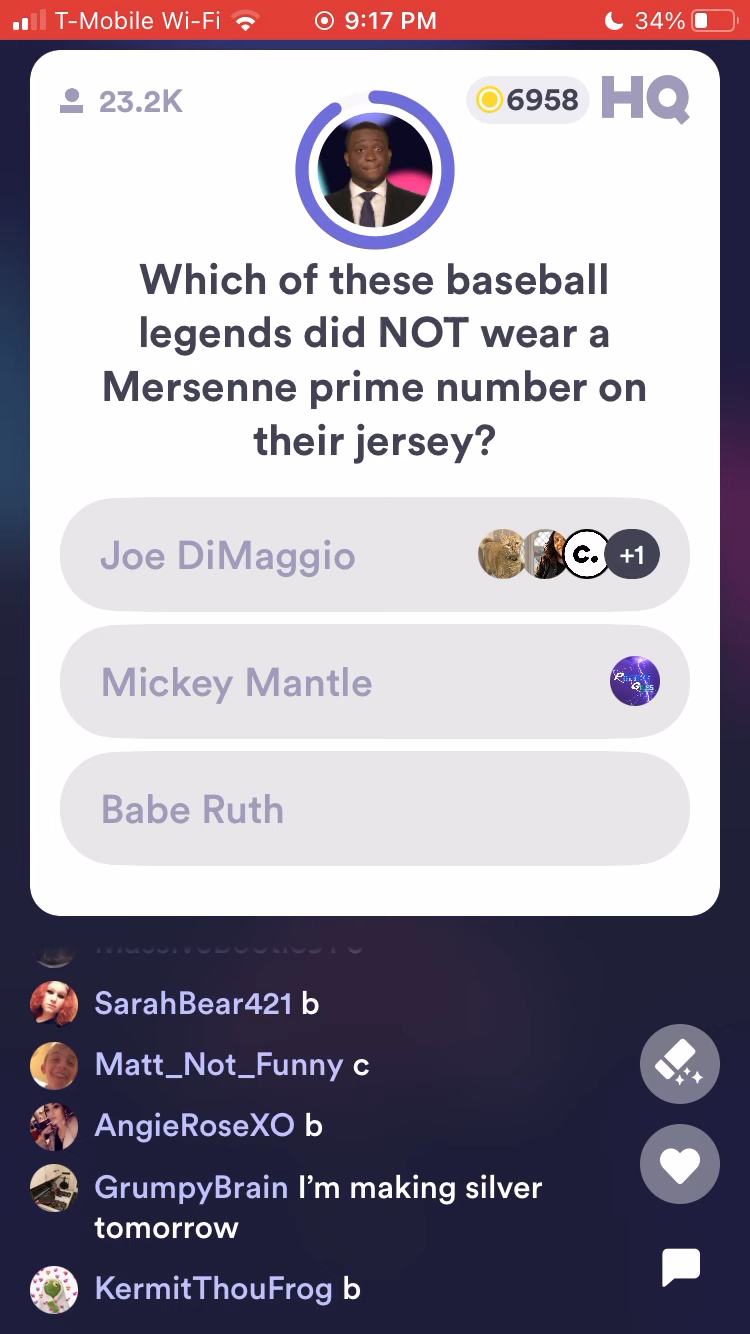 T-Mobile Wi-Fi 9:17 PM 34%
23.2K 6958 HQ
Which of these baseball
legends did NOT wear a
Mersenne prime number on
their jersey?
Joe DiMaggio c. +1
Mickey Mantle
Babe Ruth
SarahBear421 b
Matt_Not_Funny c
AngieRoseXO b
GrumpyBrain I'm making silver
tomorrow
KermitThouFrog b